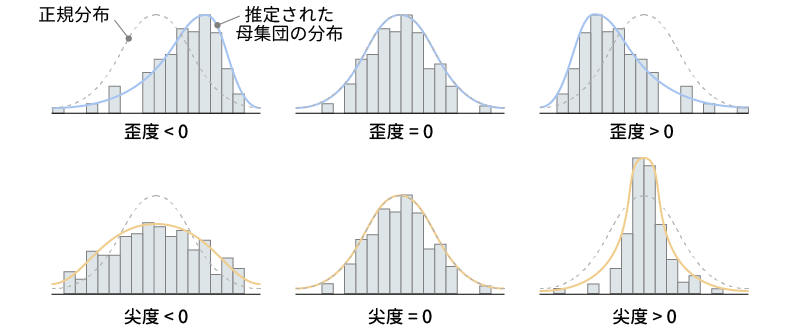 正規分布
推定された
母集団の分布
歪度 < 0
歪度 = 0
歪度 > 0
尖度 < 0
尖度 = 0
尖度 > 0